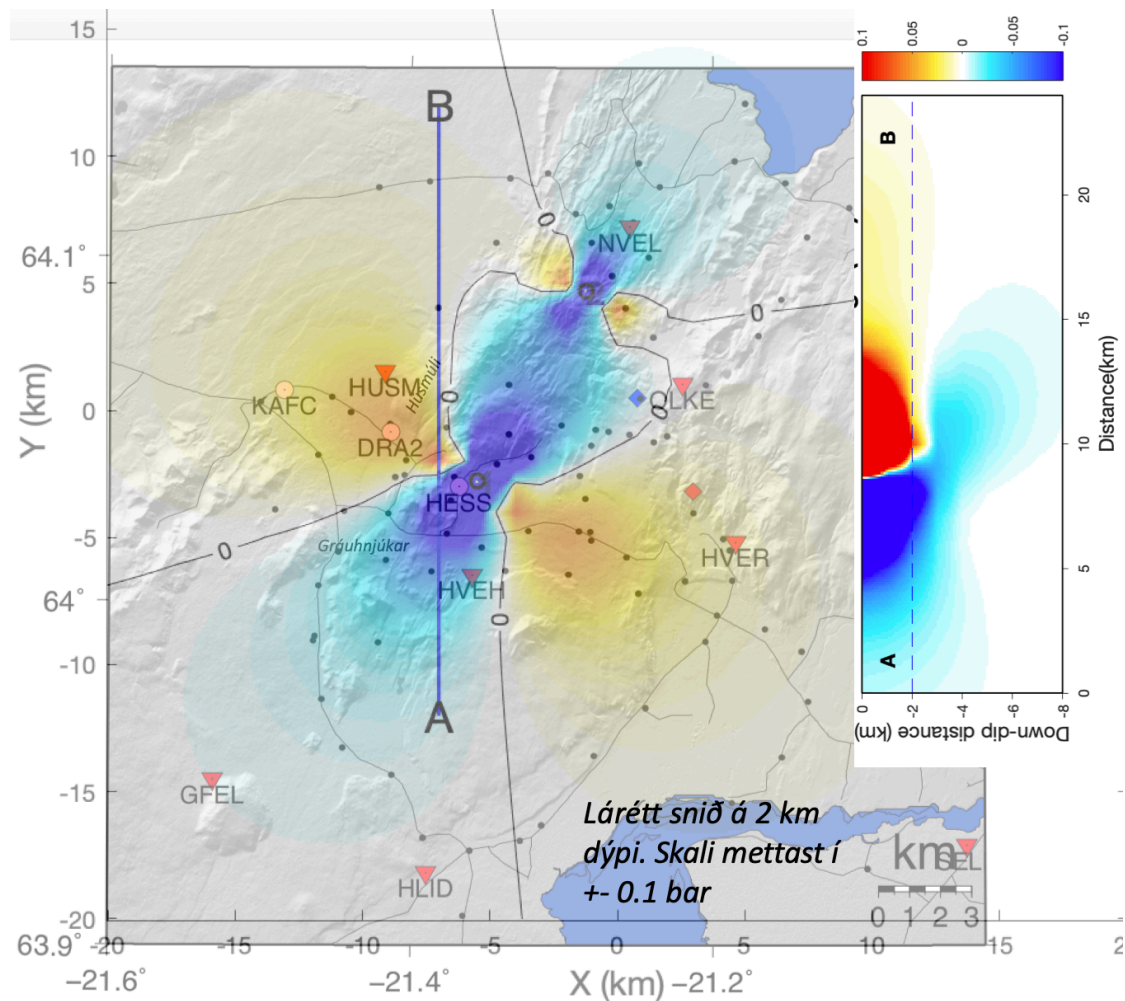 15
10
5
0
-5
-10
-15
-20
Y (km)
64.1°
64°
63.9°
B
NVEL
HUSM
Húsmúli
KAFC
DRA2
OLKE
HESS
Gráuhnjúkar
HVEH
HVER
A
GFEL
HLID
SEL
0
0
0
0
0
0
Lárétt snið á 2 km
dýpi. Skali mettast í
+- 0.1 bar
km
0 1 2 3
-15 -10 -5 0 5 10 15 2
−21.6° −21.4° −21.2°
X (km)
0.1 0.05 0 -0.05 -0.1
B
A
20
15
10
5
0
Distance(km)
0 -2 -4 -6 -8
Down-dip distance (km)